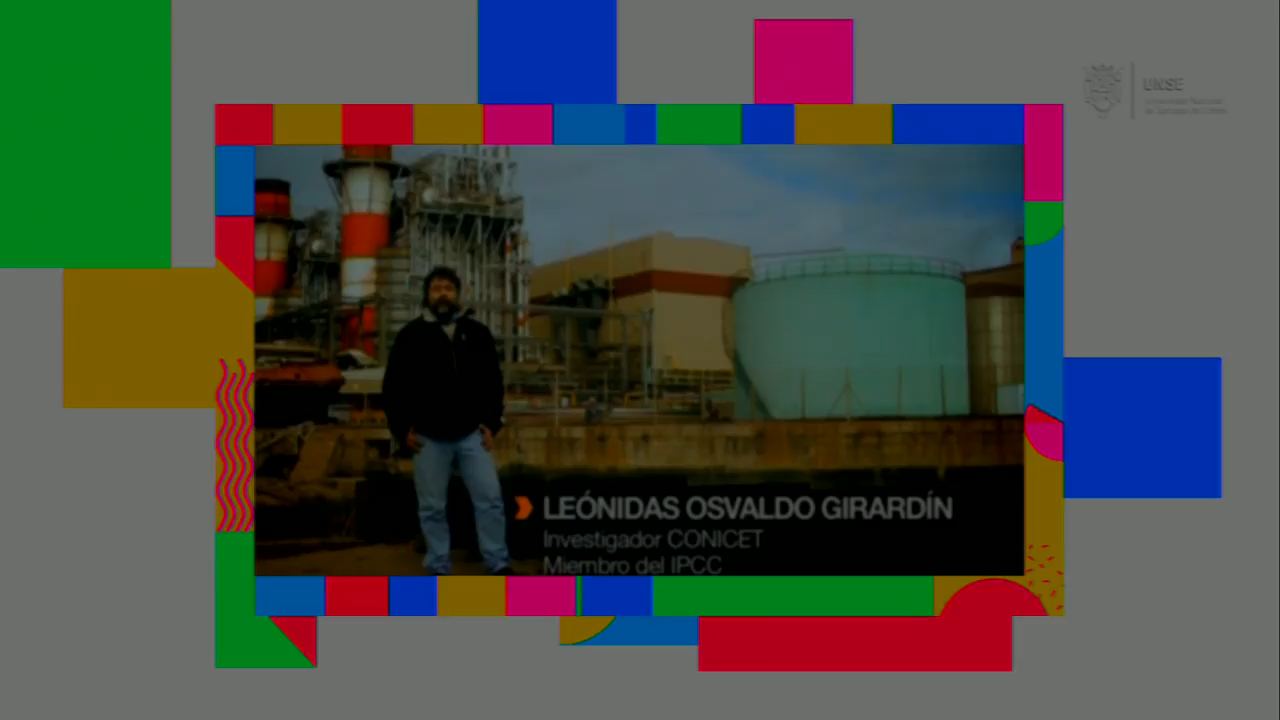 UNSE
LEÓNIDAS OSVALDO GIRARDÍN
Investigador CONICET
Miembro del IPCC